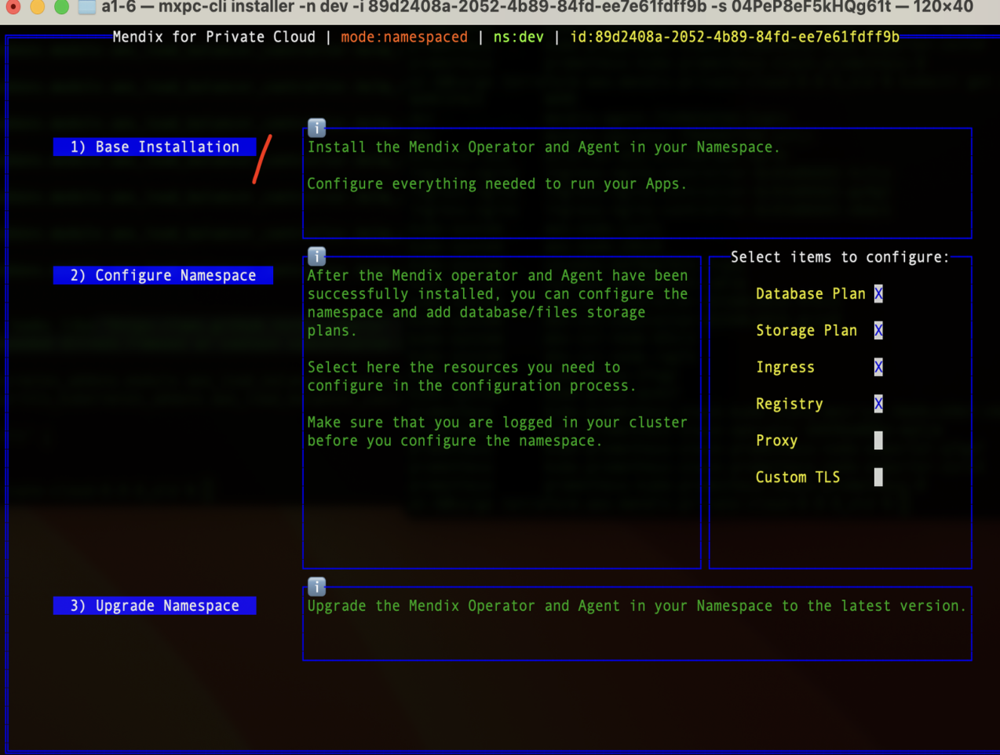 a1-6 — mxpc-cli installer -n dev -i 89d2408a-2052-4b89-84fd-ee7e61fdff9b -s 04PeP8eF5kHQg61t — 120×40
Mendix for Private Cloud | mode:namespaced | ns:dev | id:89d2408a-2052-4b89-84fd-ee7e61fdff9b
1) Base Installation
Install the Mendix Operator and Agent in your Namespace.
Configure everything needed to run your Apps.
2) Configure Namespace
After the Mendix operator and Agent have been
successfully installed, you can configure the
namespace and add database/files storage
plans.
Select here the resources you need to
configure in the configuration process.
Make sure that you are logged in your cluster
before you configure the namespace.
Select items to configure:
Database Plan X
Storage Plan X
Ingress X
Registry X
Proxy
Custom TLS
3) Upgrade Namespace
Upgrade the Mendix Operator and Agent in your Namespace to the latest version.